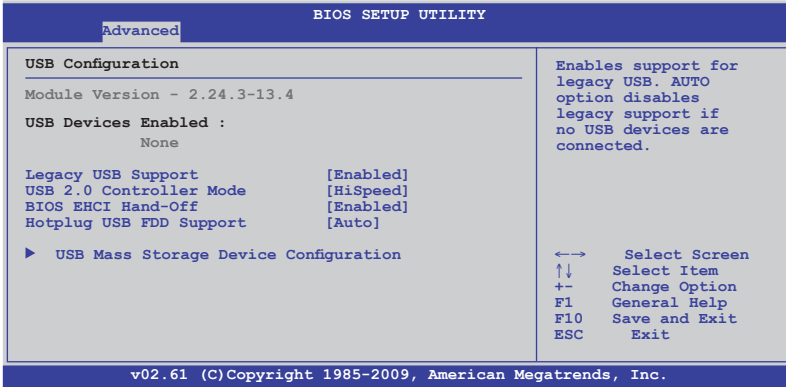 BIOS SETUP UTILITY
Advanced
USB Configuration
Module Version - 2.24.3-13.4
USB Devices Enabled :
None
Legacy USB Support [Enabled]
USB 2.0 Controller Mode [HiSpeed]
BIOS EHCI Hand-Off [Enabled]
Hotplug USB FDD Support [Auto]
▶ USB Mass Storage Device Configuration
Enables support for
legacy USB. AUTO
option disables
legacy support if
no USB devices are
connected.
←→ Select Screen
↑↓ Select Item
+- Change Option
F1 General Help
F10 Save and Exit
ESC Exit
v02.61 (C)Copyright 1985-2009, American Megatrends, Inc.